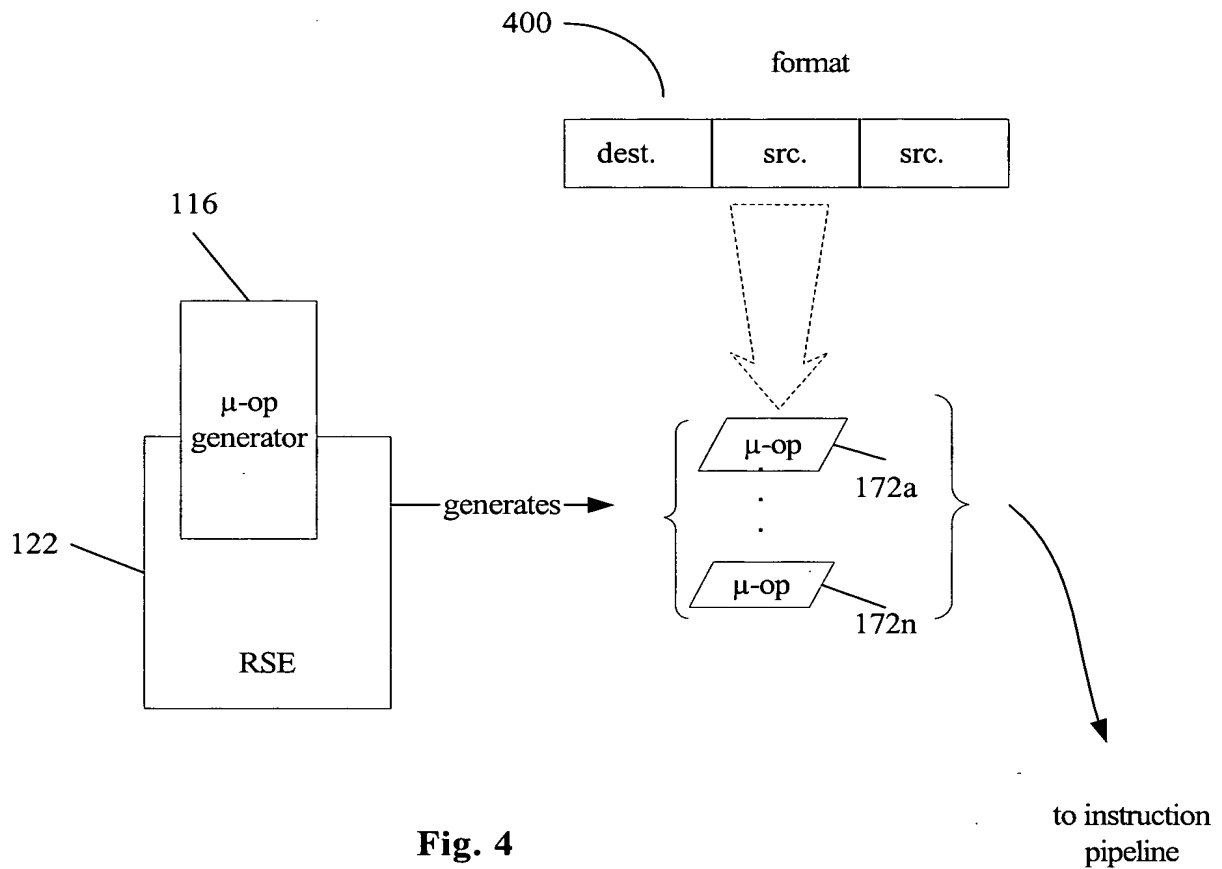 400
format
dest. src. src.
116
μ-op
generator
μ-op
generates
172a
122
μ-op
172n
RSE
to instruction
pipeline
Fig. 4